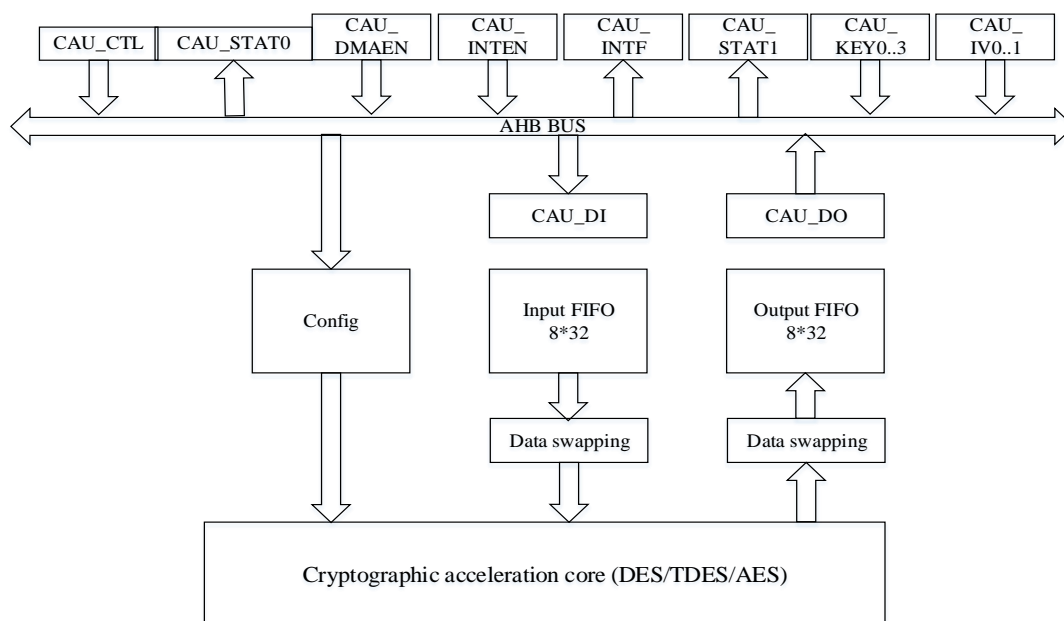 CAU_CTL
CAU_STAT0
CAU_
DMAEN
CAU_
INTEN
CAU_
INTF
CAU_
STAT1
CAU_
KEY0..3
CAU_
IV0..1
AHB BUS
CAU_DI
CAU_DO
Config
Input FIFO
8*32
Output FIFO
8*32
Data swapping
Data swapping
Cryptographic acceleration core (DES/TDES/AES)